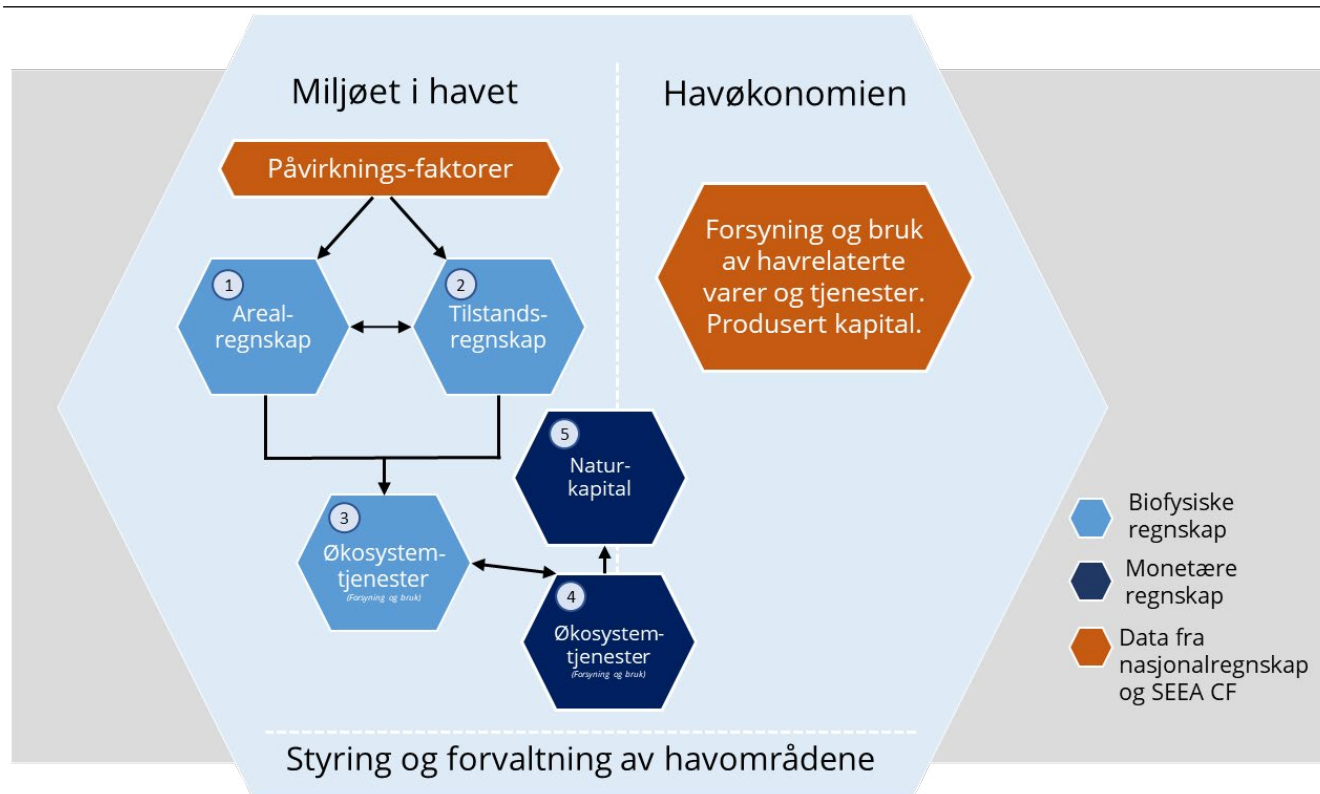 Miljøet i havet
Havøkonomien
Påvirknings-faktorer
Forsyning og bruk
av havrelaterte
varer og tjenester.
Produsert kapital.
1
Areal-
regnskap
2
Tilstands-
regnskap
5
Natur-
kapital
3
Økosystem-
tjenester
(Forsyning og bruk)
4
Økosystem-
tjenester
(Forsyning og bruk)
Biofysiske
regnskap
Monetære
regnskap
Data fra
nasjonalregnskap
og SEEA CF
Styring og forvaltning av havområdene